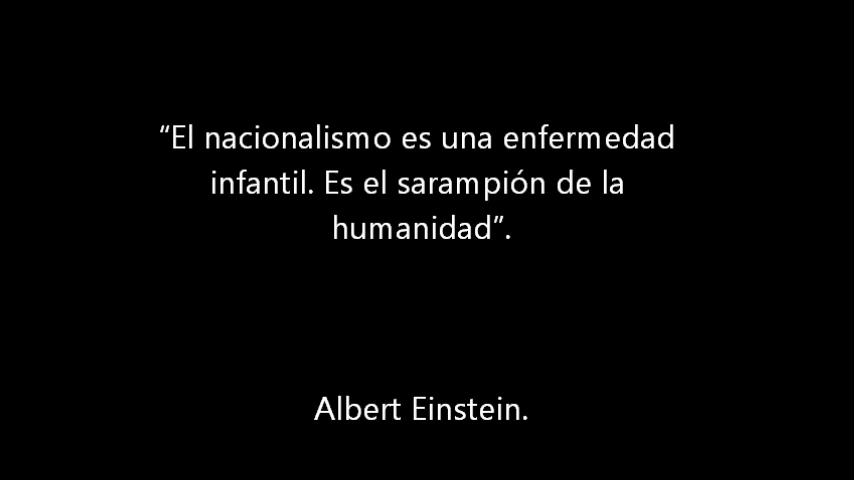 “El nacionalismo es una enfermedad
infantil. Es el sarampión de la
humanidad”.
Albert Einstein.